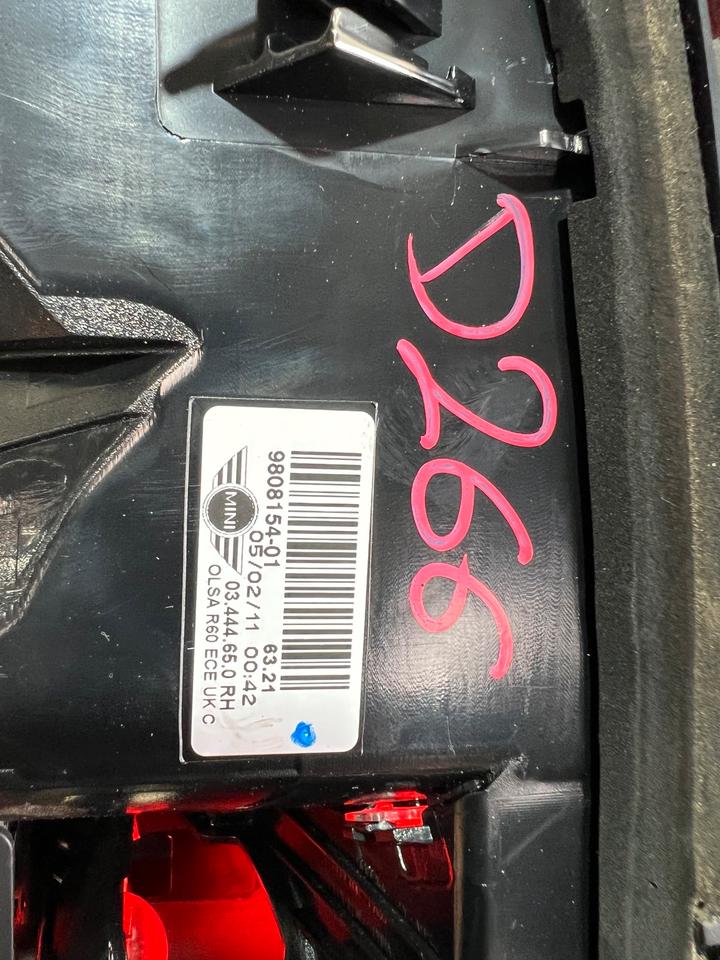 D266
63.21
9808154-01
05/02/11 00:42
MINI
03.444.65.0 RH
OLSA R60 ECE UK C